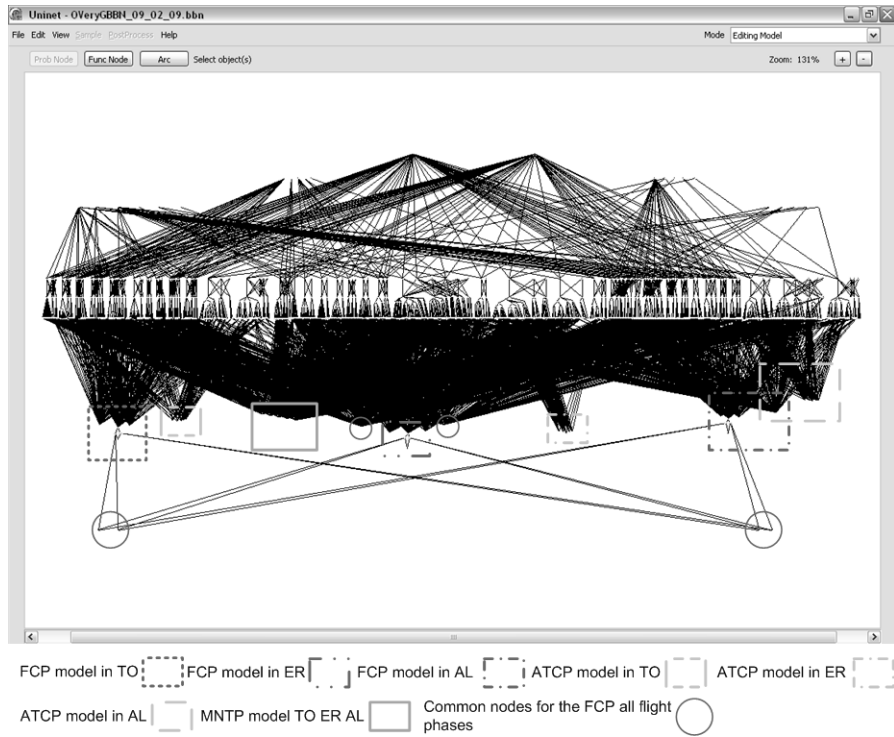 Uninet - OVeryGBBN_09_02_09.bbn
File Edit View Sample PostProcess Help
Mode Editing Model
Prob Node Func Node Arc Select object(s)
Zoom: 131% + -
FCP model in TO FCP model in ER FCP model in AL ATCP model in TO ATCP model in ER
ATCP model in AL MNTP model TO ER AL Common nodes for the FCP all flight
phases